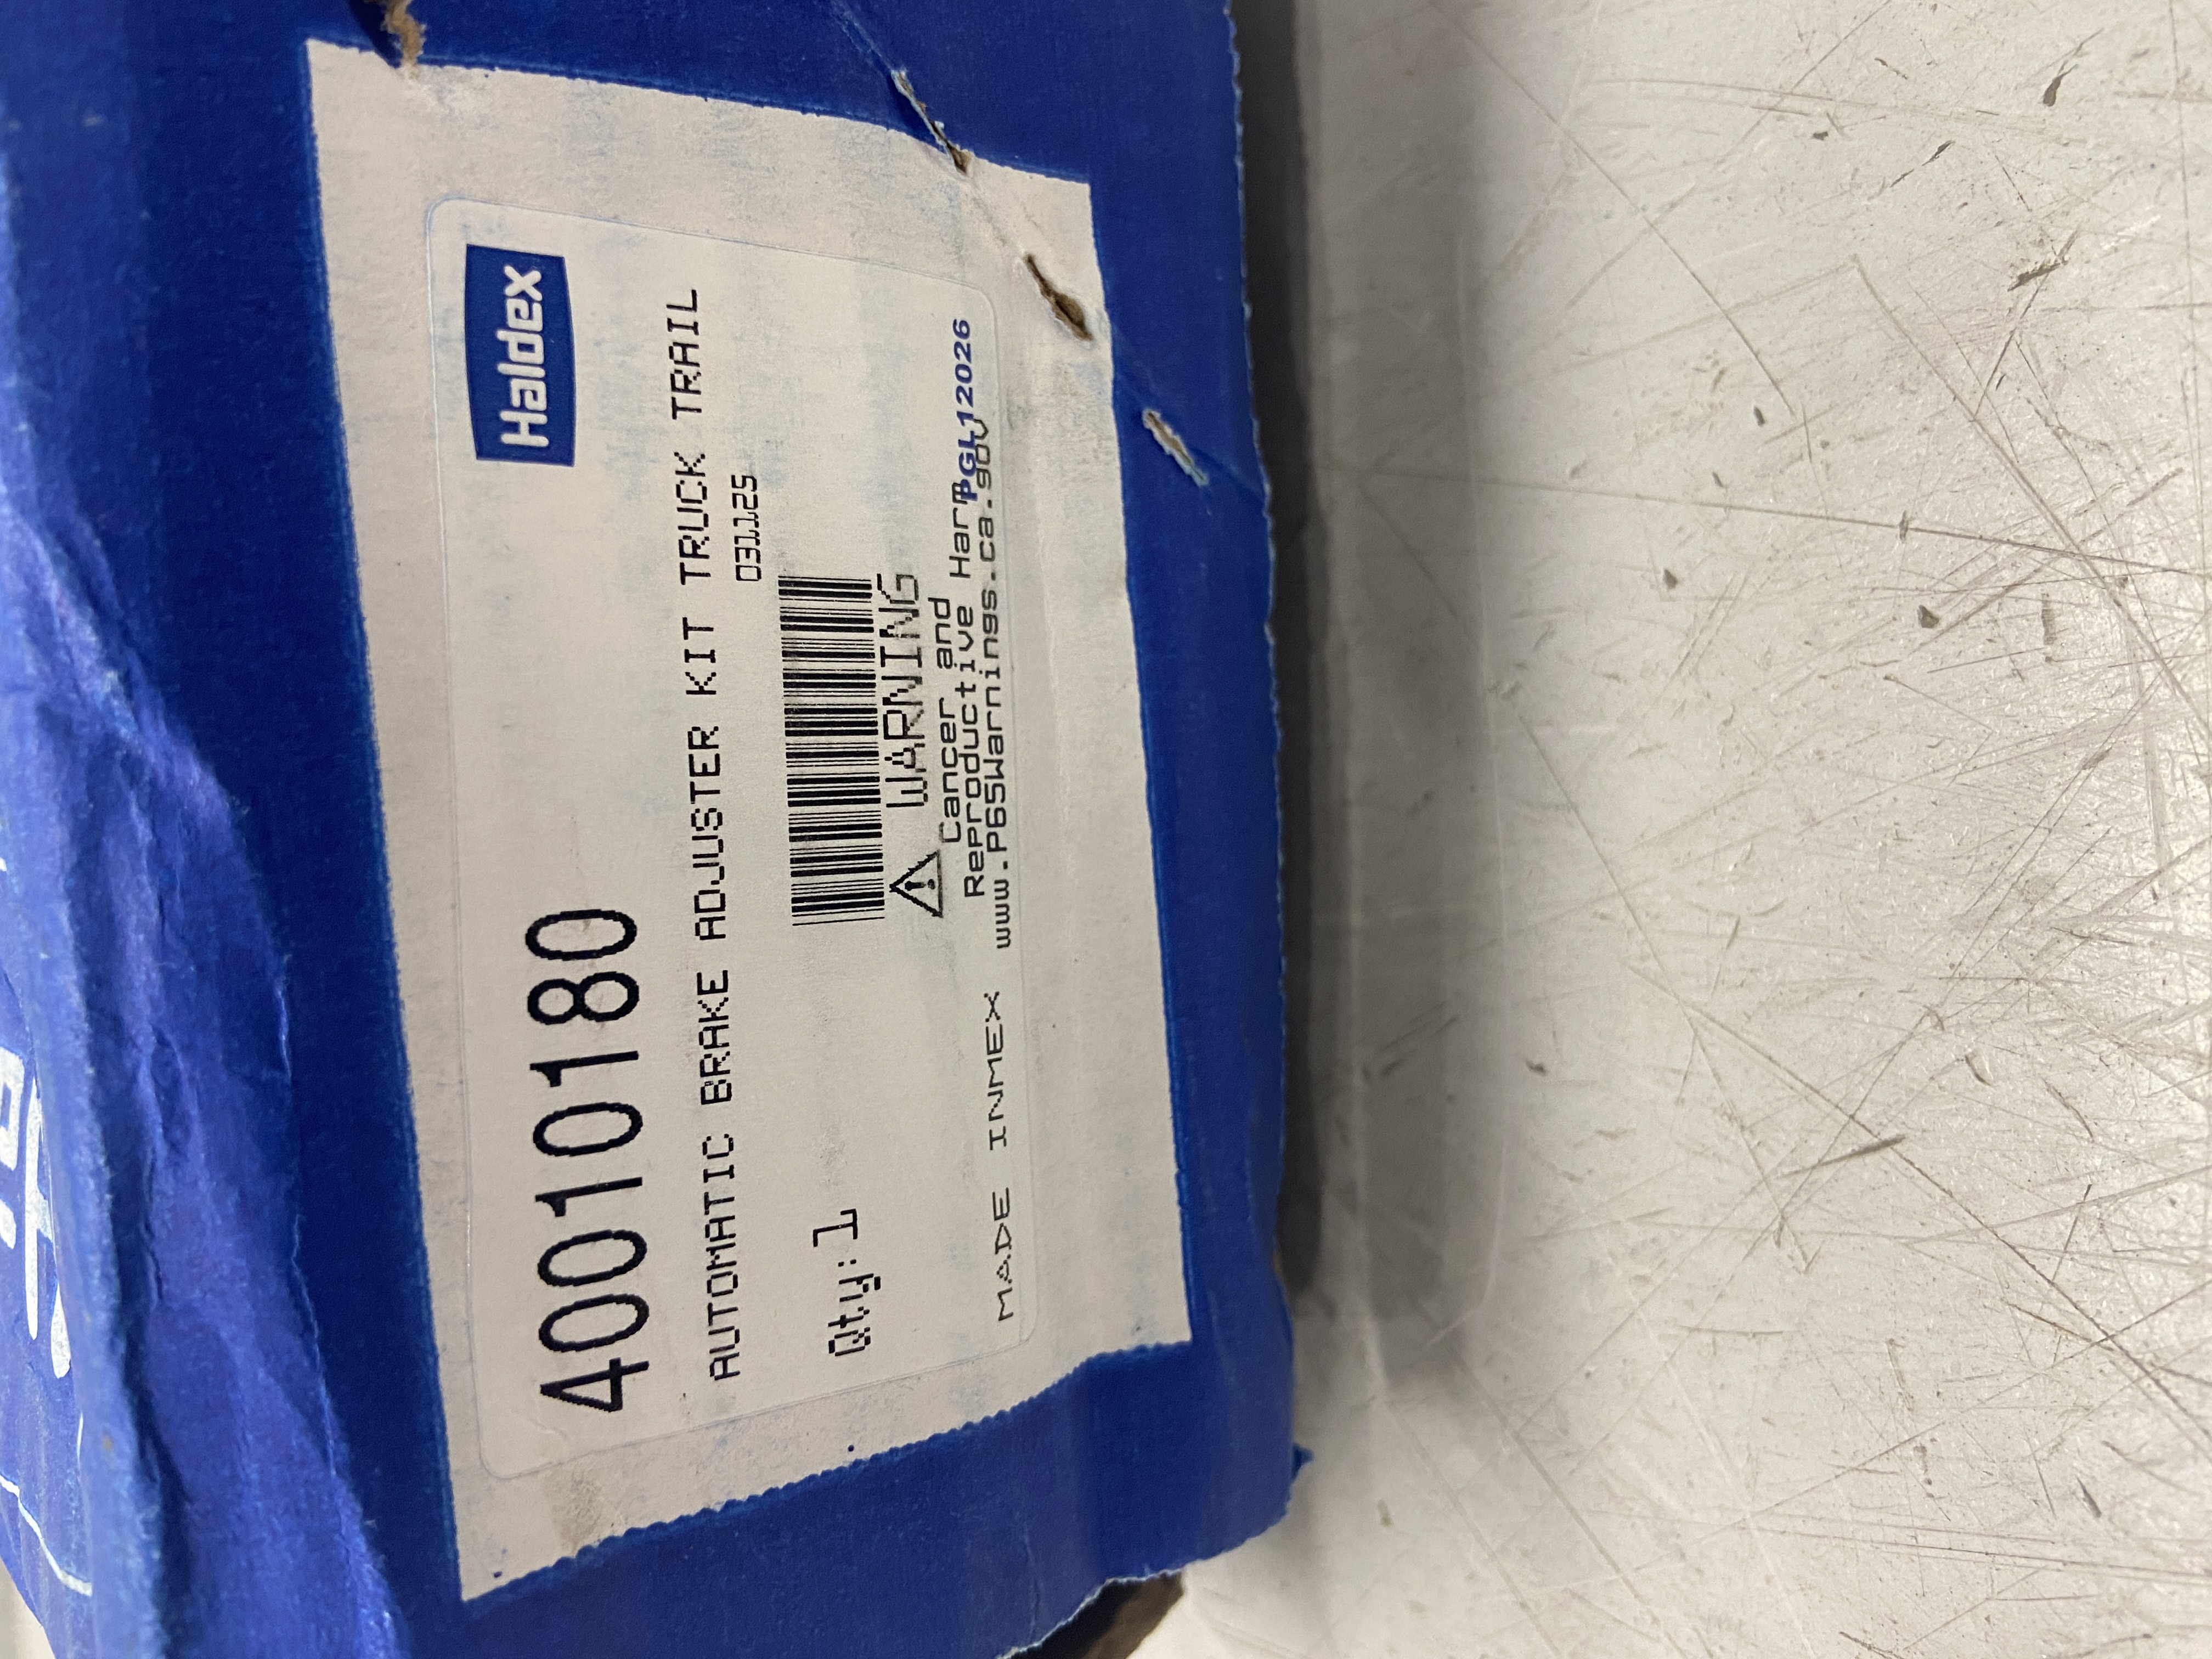 Haldex
40010180
AUTOMATIC BRAKE ADJUSTER KIT TRUCK TRAIL
031125
Qty:1
⚠ WARNING
Cancer and
Reproductive Harm
PGL12026
MADE INMEX www.P65Warnings.ca.gov